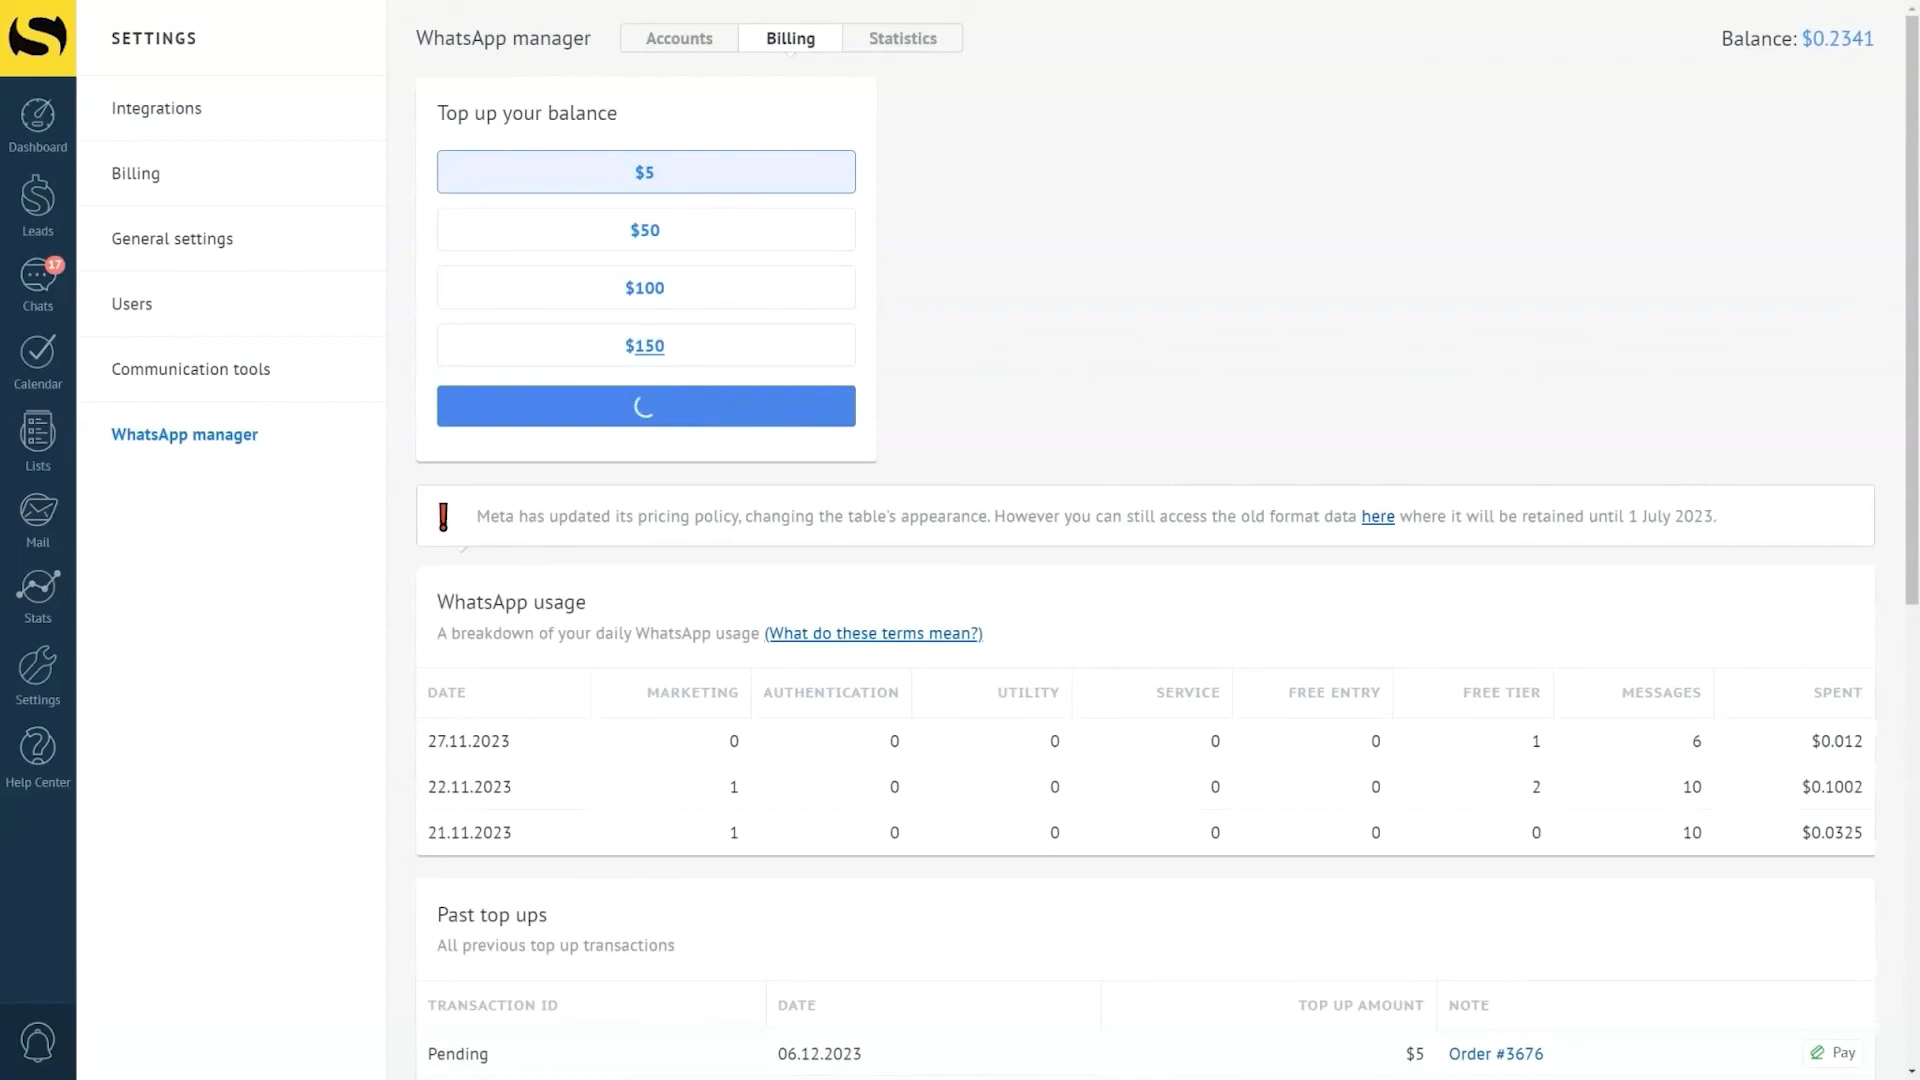 SETTINGS
WhatsApp manager
Accounts
Billing
Statistics
Balance: $0.2341
Dashboard
Leads
17
Chats
Calendar
Lists
Mail
Stats
Settings
Help Center
Integrations
Billing
General settings
Users
Communication tools
WhatsApp manager
Top up your balance
$5
$50
$100
$150
Meta has updated its pricing policy, changing the table's appearance. However you can still access the old format data here where it will be retained until 1 July 2023.
WhatsApp usage
A breakdown of your daily WhatsApp usage (What do these terms mean?)
DATE MARKETING AUTHENTICATION UTILITY SERVICE FREE ENTRY FREE TIER MESSAGES SPENT
27.11.2023 0 0 0 0 0 1 6 $0.012
22.11.2023 1 0 0 0 0 2 10 $0.1002
21.11.2023 1 0 0 0 0 0 10 $0.0325
Past top ups
All previous top up transactions
TRANSACTION ID DATE TOP UP AMOUNT NOTE
Pending 06.12.2023 $5 Order #3676 Pay